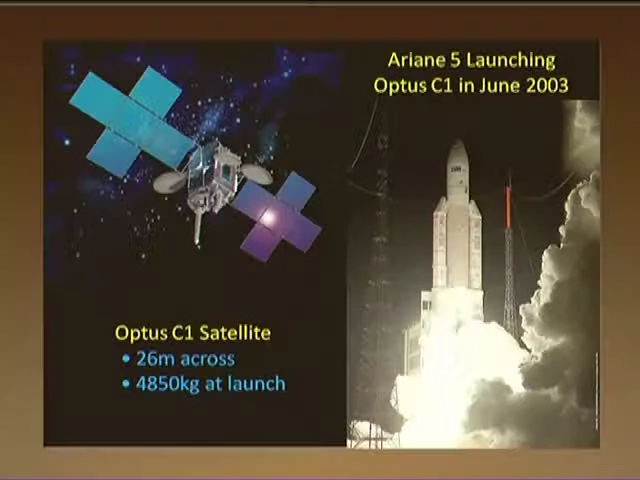 Ariane 5 Launching
Optus C1 in June 2003
Optus C1 Satellite
• 26m across
• 4850kg at launch